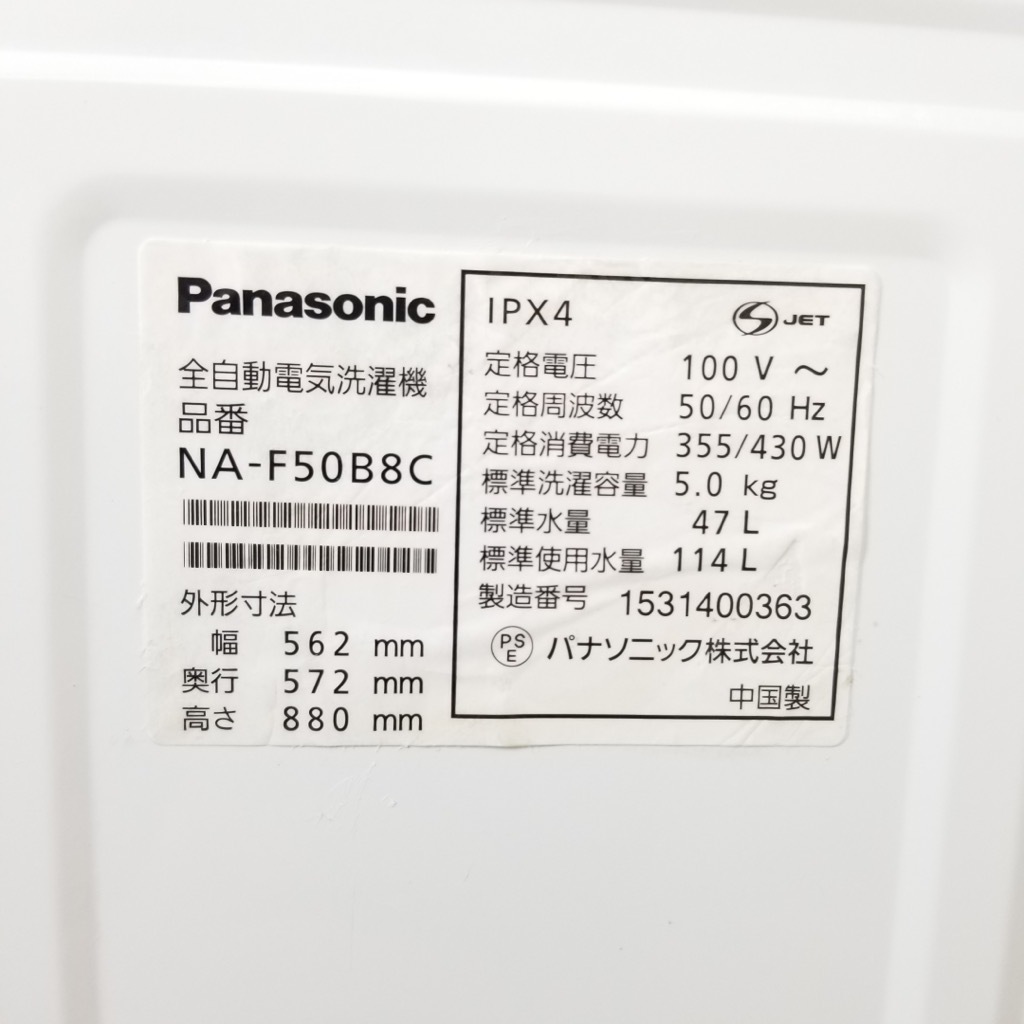 Panasonic
全自動電気洗濯機
品番
NA-F50B8C
外形寸法
幅 562 mm
奥行 572 mm
高さ 880 mm
IPX4
S JET
定格電圧 100 V ～
定格周波数 50/60 Hz
定格消費電力 355/430 W
標準洗濯容量 5.0 kg
標準水量 47 L
標準使用水量 114 L
製造番号 1531400363
PS E パナソニック株式会社
中国製